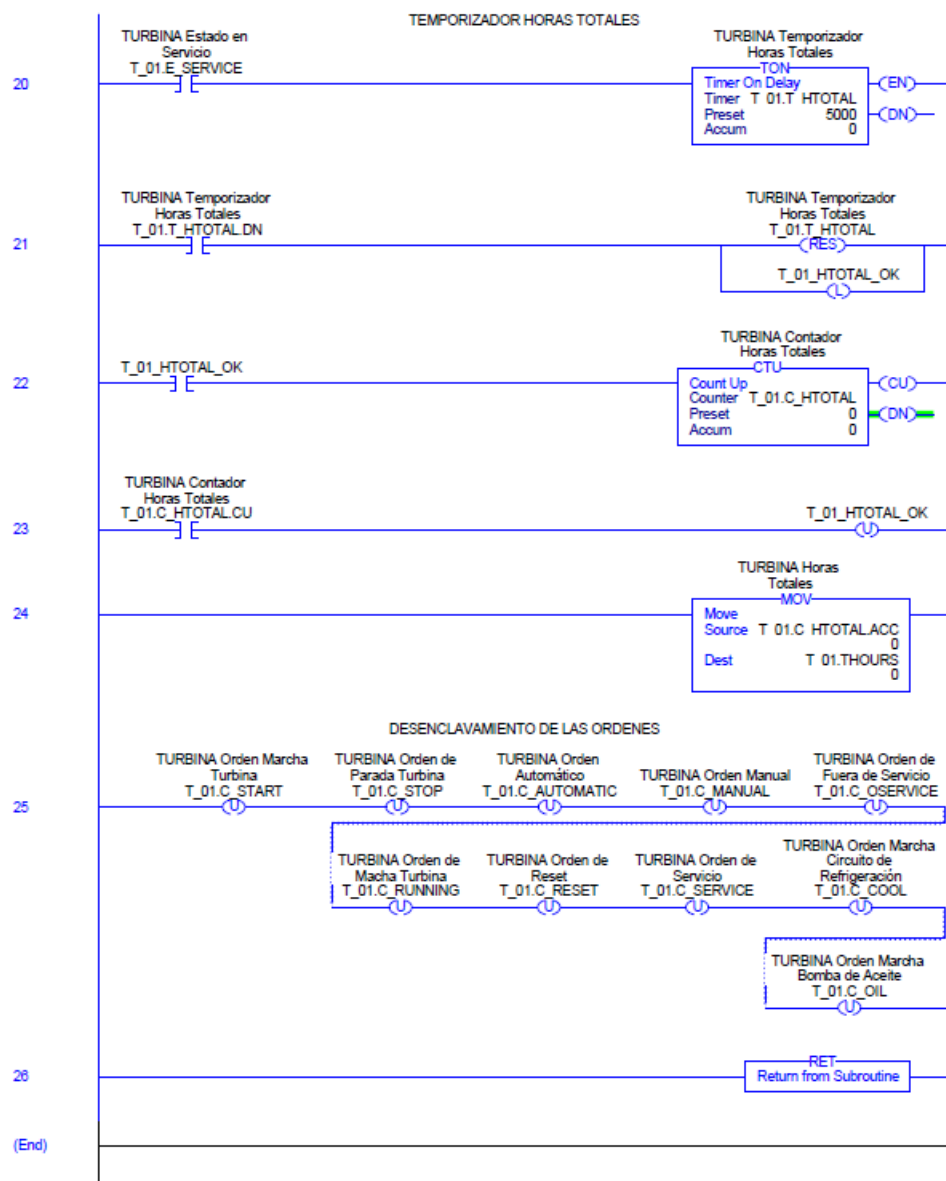 TEMPORIZADOR HORAS TOTALES
TURBINA Estado en
Servicio
T_01.E_SERVICE
TURBINA Temporizador
Horas Totales
TON
20
Timer On Delay
Timer T_01.T_HTOTAL
Preset 5000
Accum 0
EN
DN
TURBINA Temporizador
Horas Totales
T_01.T_HTOTAL.DN
TURBINA Temporizador
Horas Totales
T_01.T_HTOTAL
21
RES
T_01_HTOTAL_OK
L
TURBINA Contador
Horas Totales
T_01_HTOTAL_OK
CTU
22
Count Up
Counter T_01.C_HTOTAL
Preset 0
Accum 0
CU
DN
TURBINA Contador
Horas Totales
T_01.C_HTOTAL.CU
T_01_HTOTAL_OK
23
U
TURBINA Horas
Totales
MOV
24
Move
Source T_01.C_HTOTAL.ACC
0
Dest T_01.THOURS
0
DESENCLAVAMIENTO DE LAS ORDENES
TURBINA Orden Marcha
Turbina
T_01.C_START
TURBINA Orden de
Parada Turbina
T_01.C_STOP
TURBINA Orden
Automático
T_01.C_AUTOMATIC
TURBINA Orden Manual
T_01.C_MANUAL
TURBINA Orden de
Fuera de Servicio
T_01.C_OSERVICE
25
U U U U U
TURBINA Orden de
Macha Turbina
T_01.C_RUNNING
TURBINA Orden de
Reset
T_01.C_RESET
TURBINA Orden de
Servicio
T_01.C_SERVICE
TURBINA Orden Marcha
Circuito de
Refrigeración
T_01.C_COOL
U U U U
TURBINA Orden Marcha
Bomba de Aceite
T_01.C_OIL
U
26
RET
Return from Subroutine
(End)